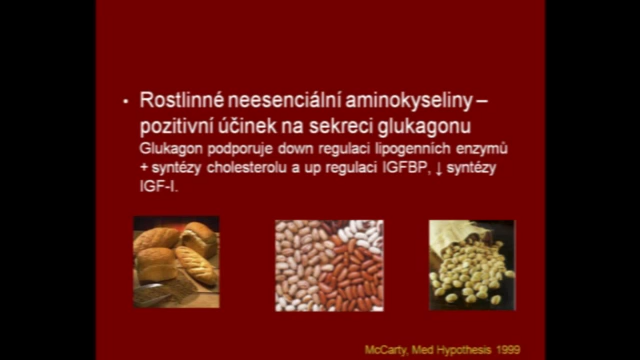 • Rostlinné neesenciální aminokyseliny –
pozitivní účinek na sekreci glukagonu
Glukagon podporuje down regulaci lipogenních enzymů
+ syntézy cholesterolu a up regulaci IGFBP, ↓ syntézy
IGF-I.
McCarty, Med Hypothesis 1999